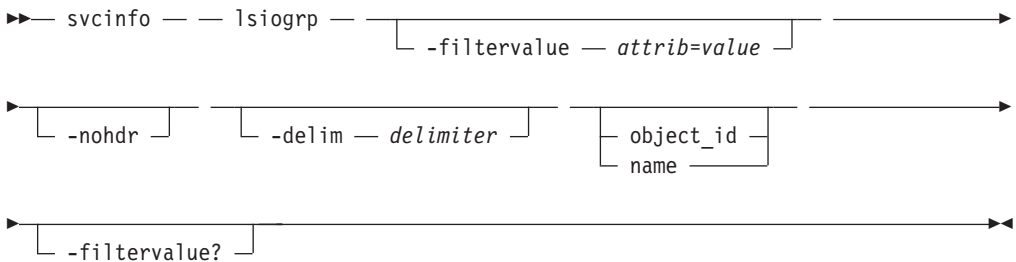 svcinfo lsiogrp
-filtervalue attrib=value
-nohdr -delim delimiter object_id
name
-filtervalue?